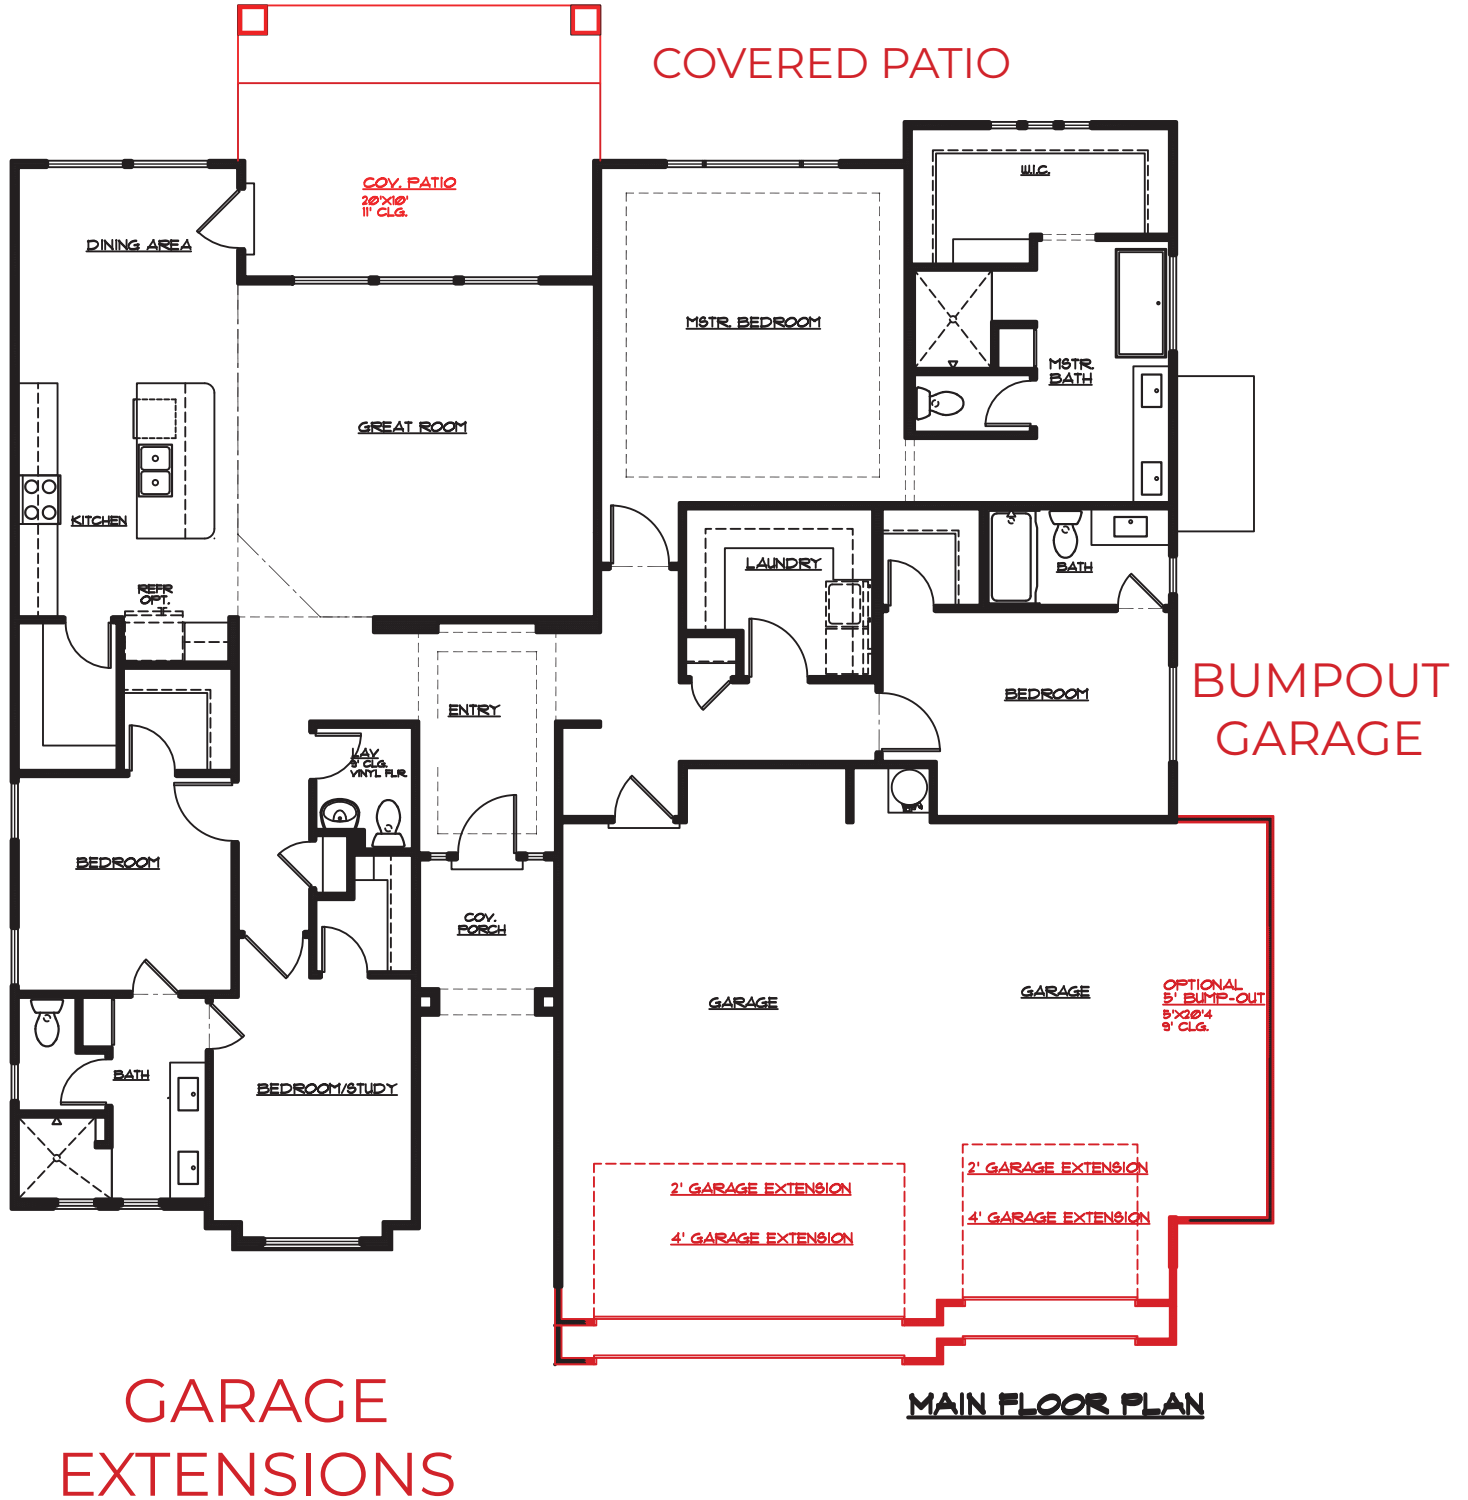 COVERED PATIO
W.I.C.
COV. PATIO
20'X10'
11' CLG.
DINING AREA
MSTR. BEDROOM
MSTR.
BATH
GREAT ROOM
KITCHEN
LAUNDRY
BATH
REFR
OPT.
BUMPOUT
GARAGE
BEDROOM
ENTRY
LAV.
9' CLG.
VINYL FLR.
BEDROOM
COV.
PORCH
GARAGE
GARAGE
OPTIONAL
5' BUMP-OUT
5'X20'4
9' CLG.
BATH
BEDROOM/STUDY
2' GARAGE EXTENSION
4' GARAGE EXTENSION
2' GARAGE EXTENSION
4' GARAGE EXTENSION
MAIN FLOOR PLAN
GARAGE
EXTENSIONS